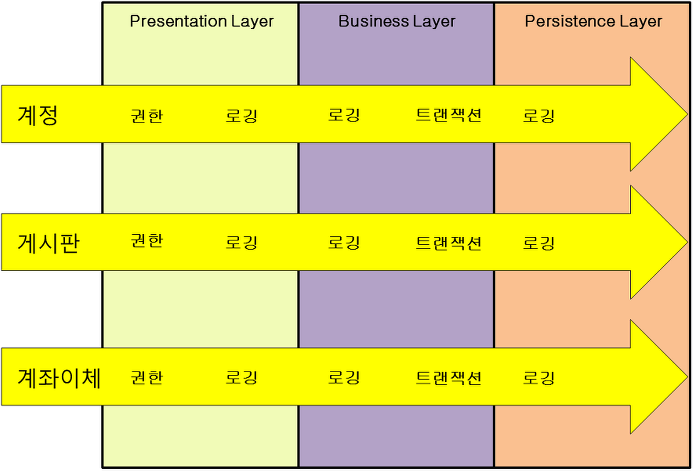 Presentation Layer Business Layer Persistence Layer
계정 권한 로깅 로깅 트랜잭션 로깅
게시판 권한 로깅 로깅 트랜잭션 로깅
계좌이체 권한 로깅 로깅 트랜잭션 로깅